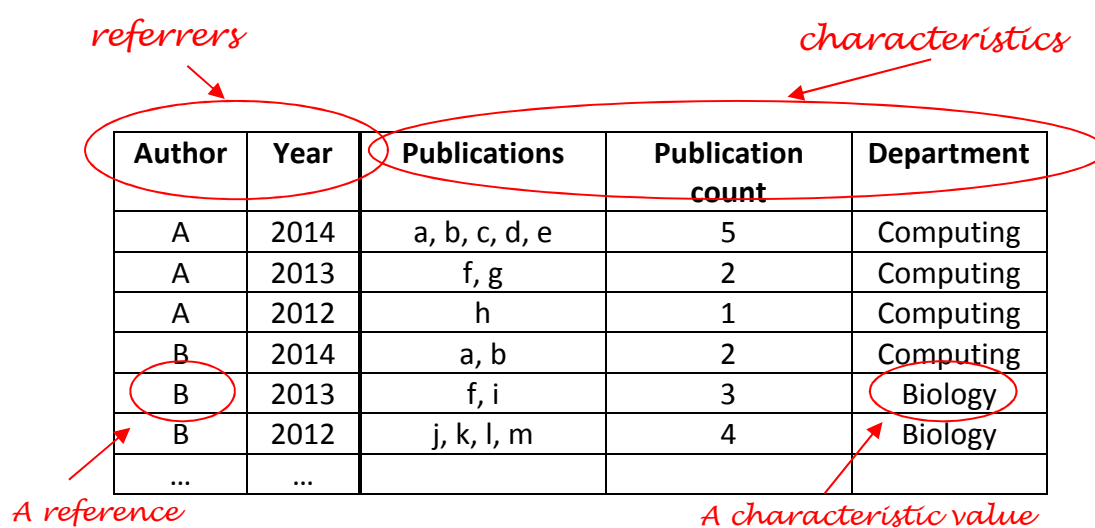 referrers
characteristics
Author Year Publications Publication count Department
A 2014 a, b, c, d, e 5 Computing
A 2013 f, g 2 Computing
A 2012 h 1 Computing
B 2014 a, b 2 Computing
B 2013 f, i 3 Biology
B 2012 j, k, l, m 4 Biology
... ...
A reference
A characteristic value